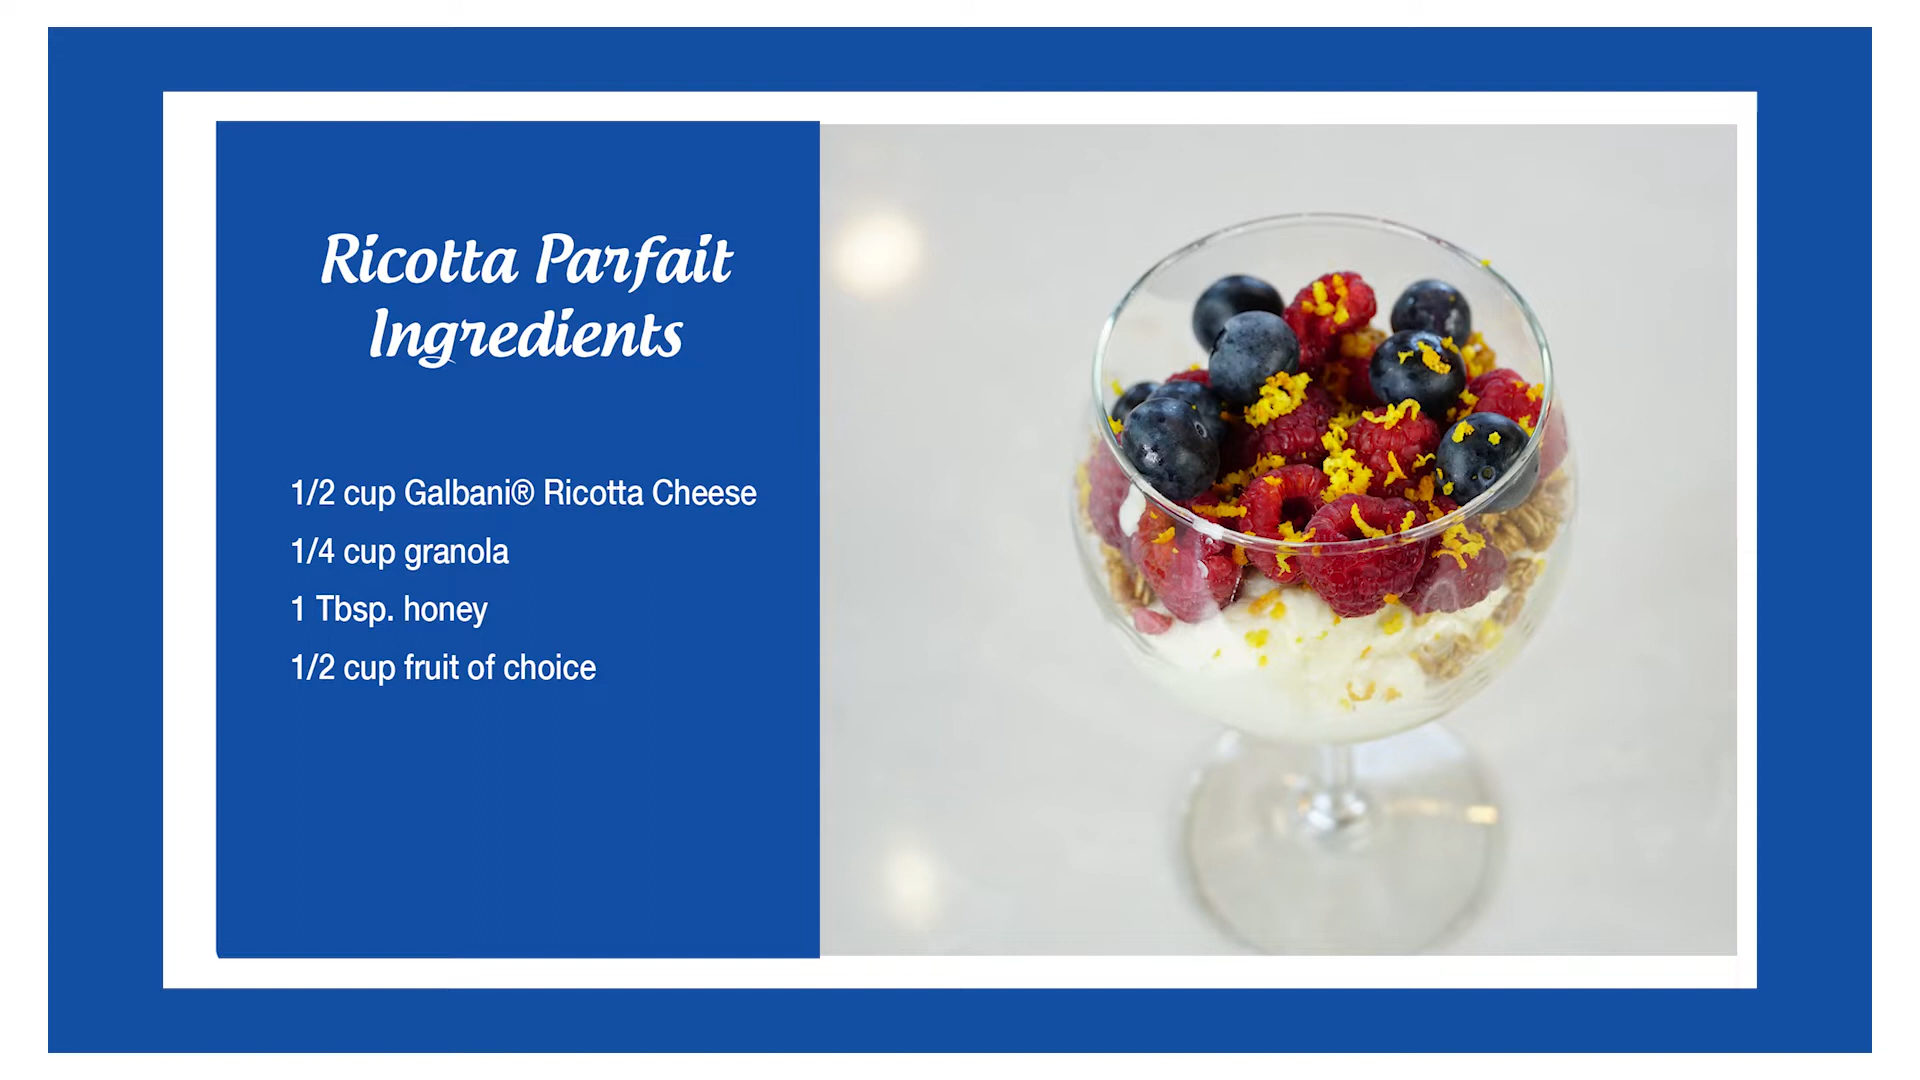 Ricotta Parfait
Ingredients
1/2 cup Galbani® Ricotta Cheese
1/4 cup granola
1 Tbsp. honey
1/2 cup fruit of choice